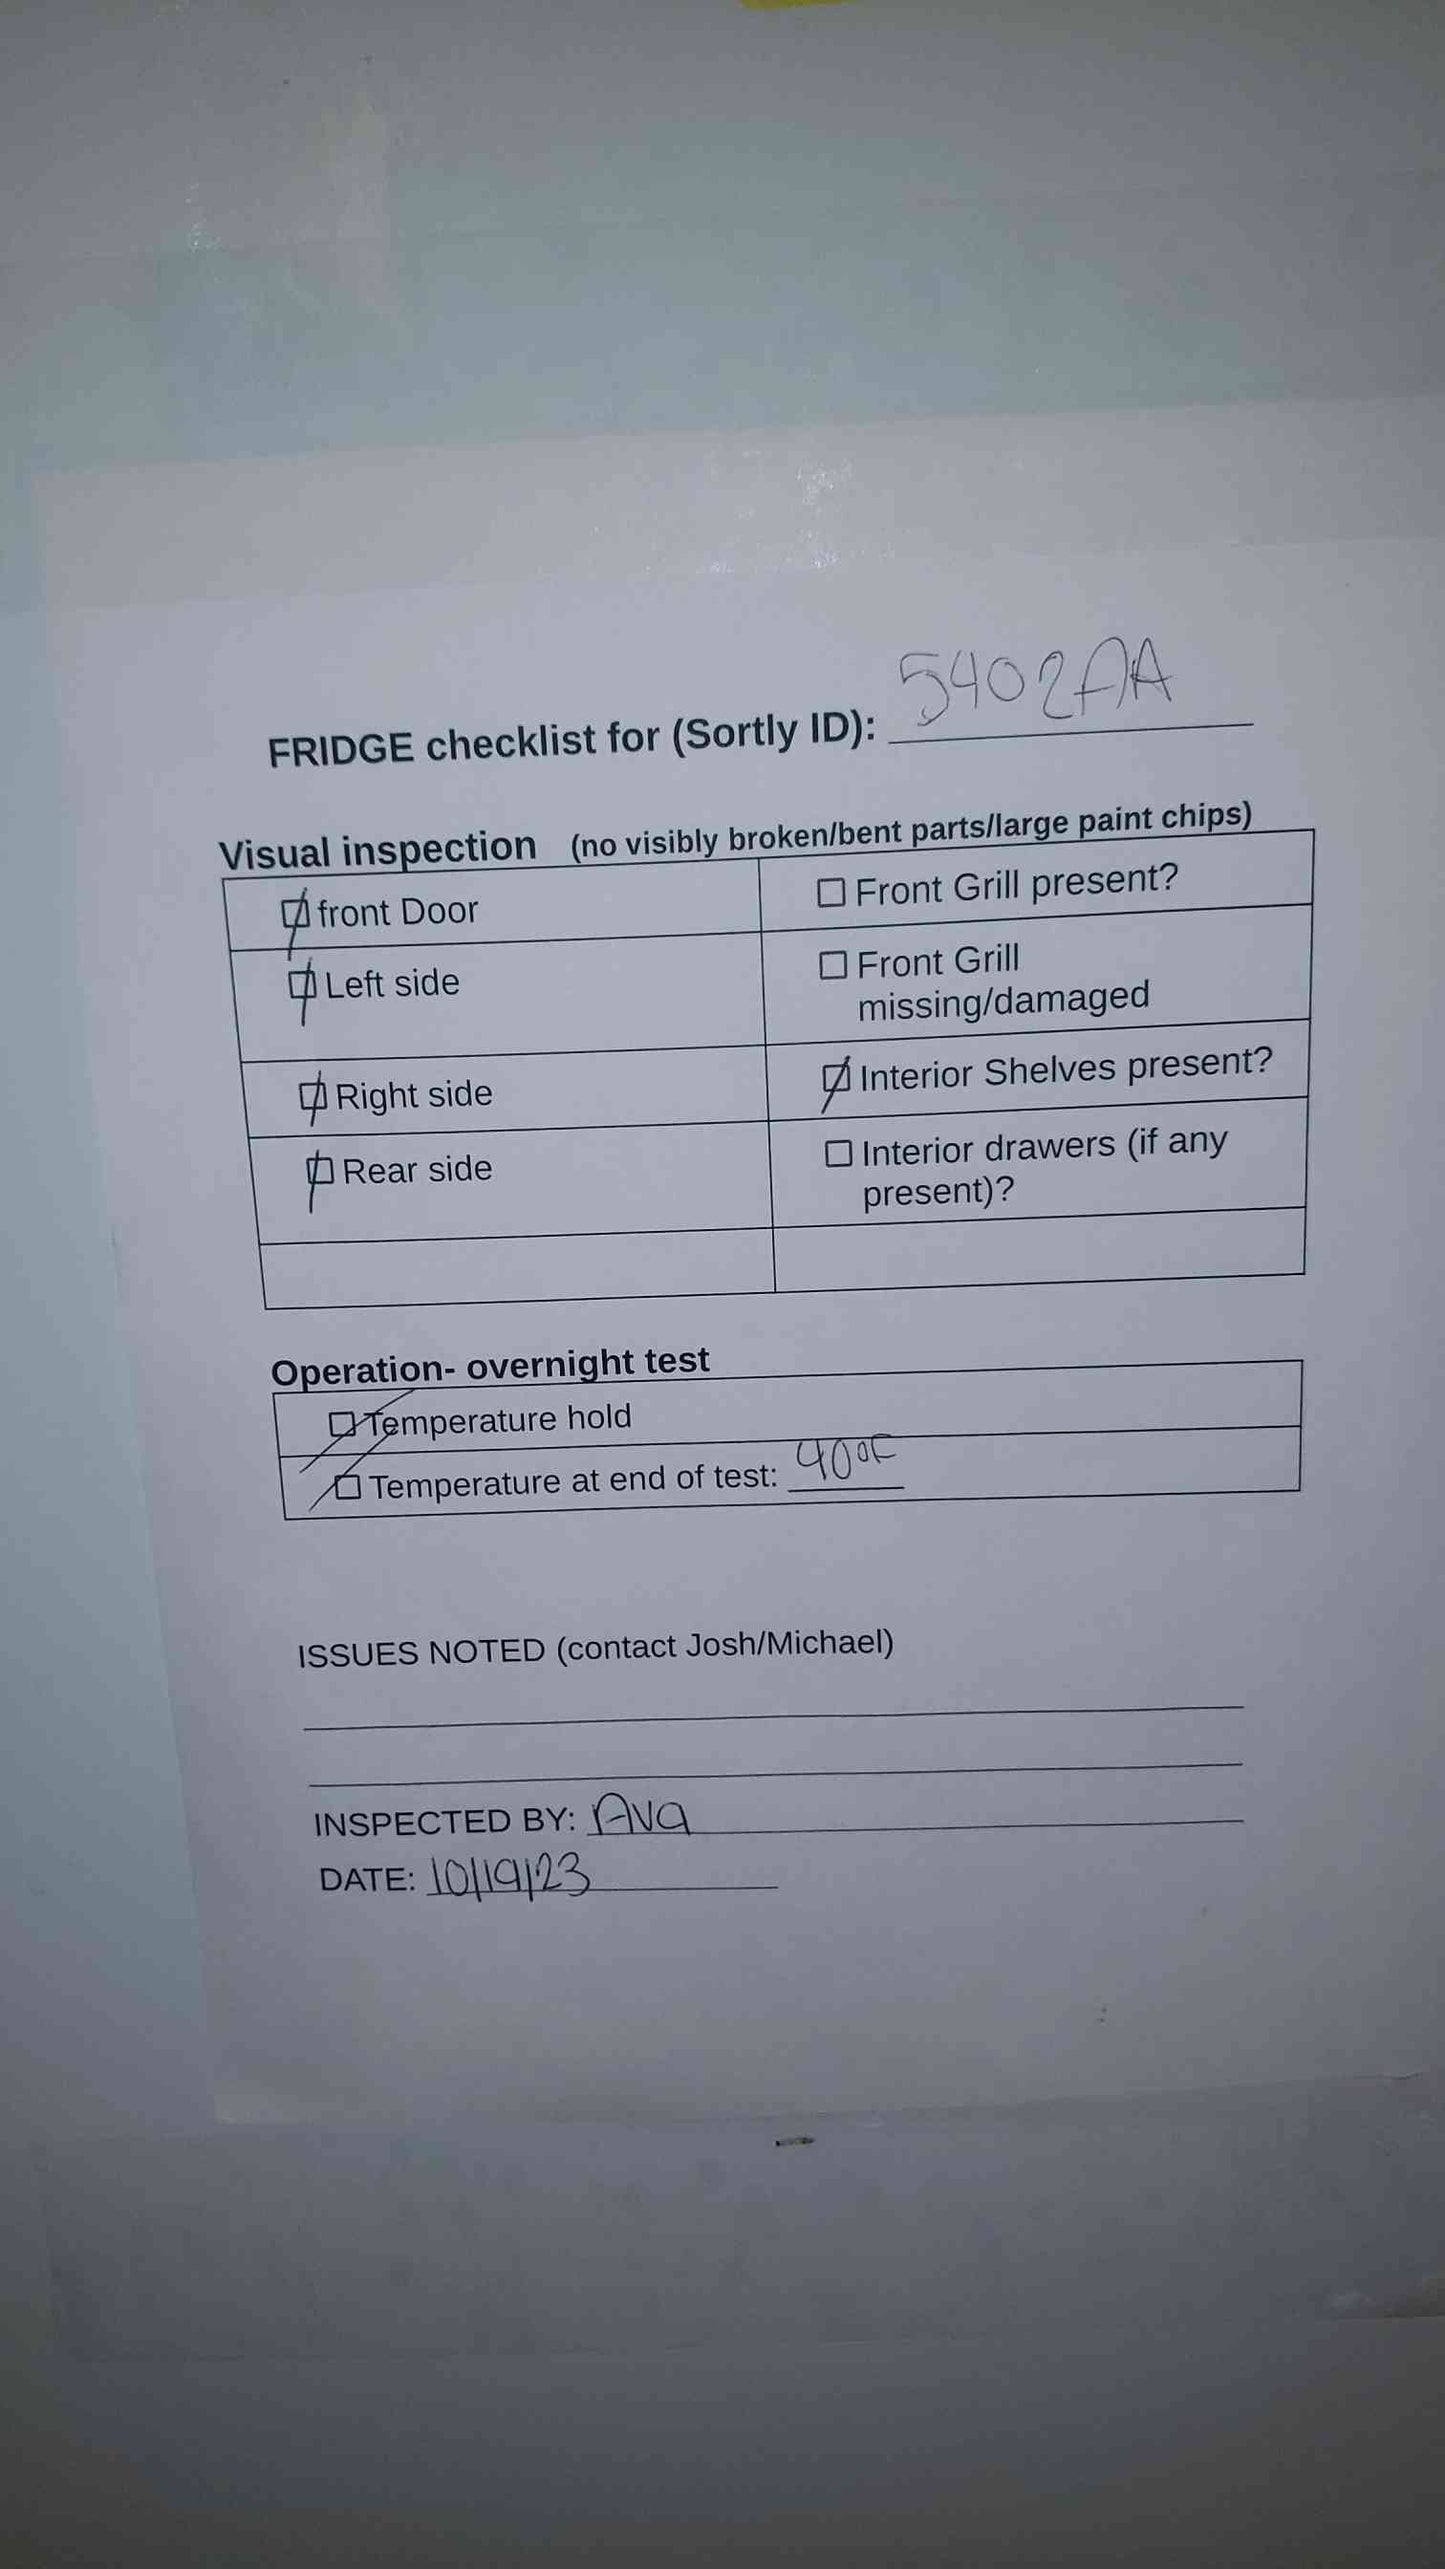 FRIDGE checklist for (Sortly ID): 5402AA
Visual inspection (no visibly broken/bent parts/large paint chips)
front Door
☐ Front Grill present?
Left side
☐ Front Grill
missing/damaged
Right side
Interior Shelves present?
Rear side
☐ Interior drawers (if any
present)?
Operation- overnight test
Temperature hold
Temperature at end of test: 40°F
ISSUES NOTED (contact Josh/Michael)
INSPECTED BY: Ava
DATE: 10/19/23